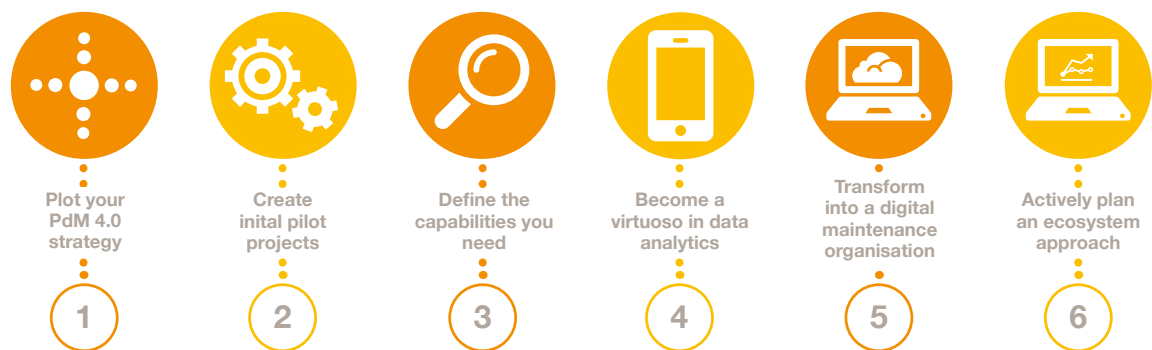 Plot your
PdM 4.0
strategy
1
Create
inital pilot
projects
2
Define the
capabilities you
need
3
Become a
virtuoso in data
analytics
4
Transform
into a digital
maintenance
organisation
5
Actively plan
an ecosystem
approach
6